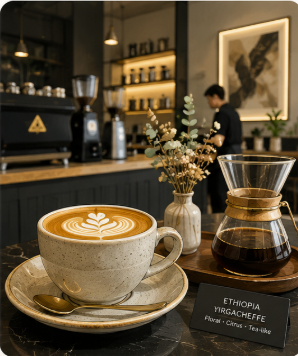 ETHIOPIA
YIRGACHEFFE
Floral • Citrus • Tea-like